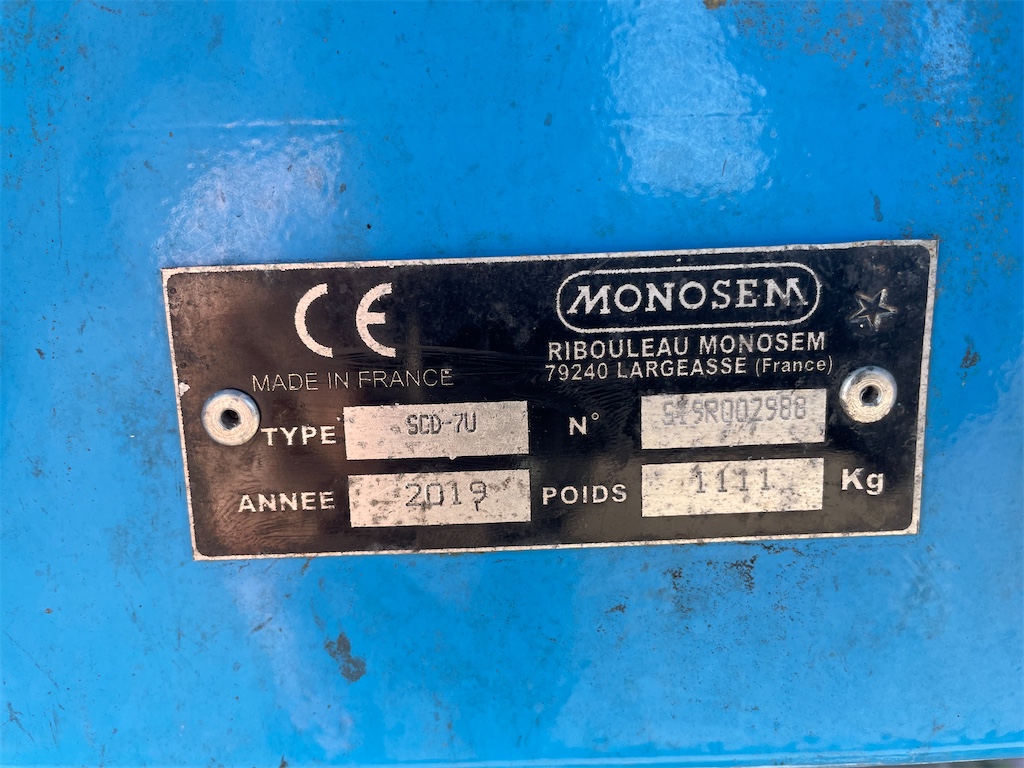 CE
MONOSEM
RIBOULEAU MONOSEM
79240 LARGEASSE (France)
MADE IN FRANCE
TYPE SCD-7U N°
ANNEE 2019 POIDS 1111 Kg